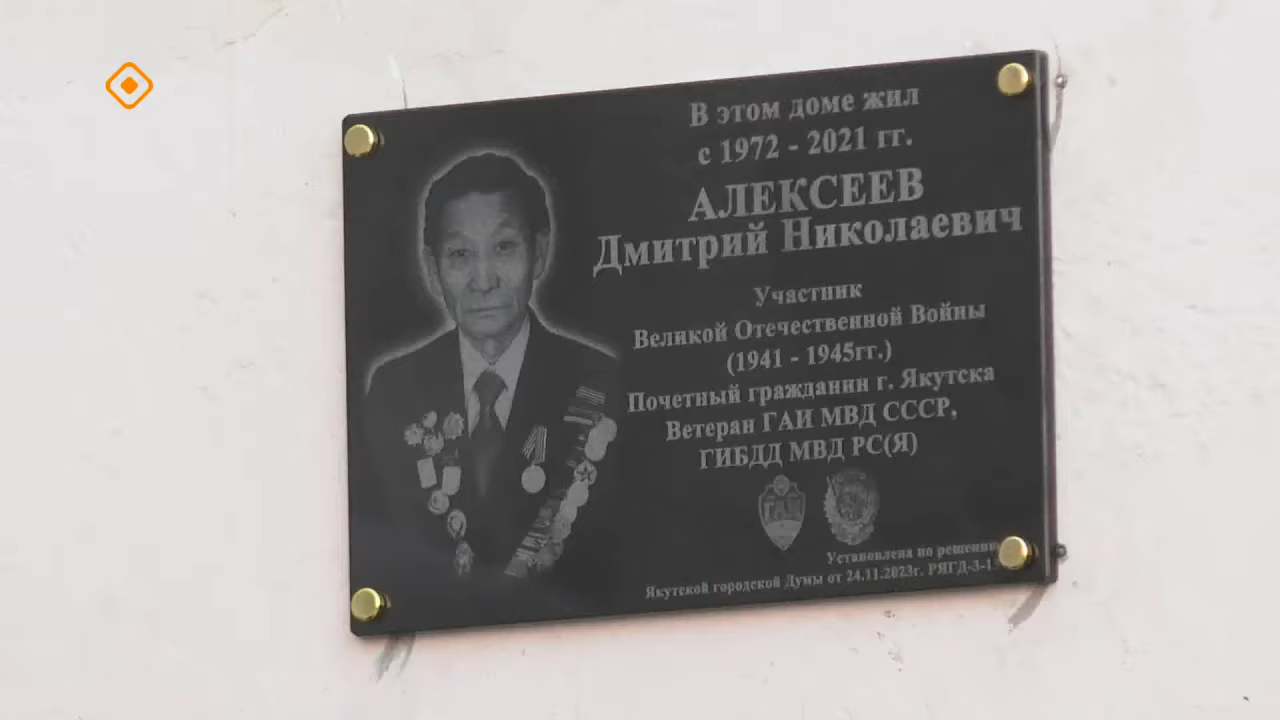 В этом доме жил
с 1972 - 2021 гг.
АЛЕКСЕЕВ
Дмитрий Николаевич
Участник
Великой Отечественной Войны
(1941 - 1945гг.)
Почетный гражданин г. Якутска
Ветеран ГАИ МВД СССР,
ГИБДД МВД РС(Я)
ГАИ
Установлена по
Якутской городской Думы от 24.11.2023г.